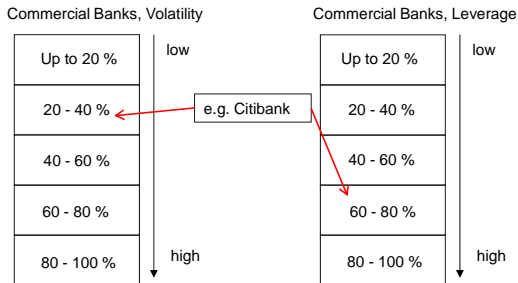 Commercial Banks, Volatility
Commercial Banks, Leverage
Up to 20 %
low
Up to 20 %
low
20 - 40 %
e.g. Citibank
20 - 40 %
40 - 60 %
40 - 60 %
60 - 80 %
60 - 80 %
80 - 100 %
high
80 - 100 %
high